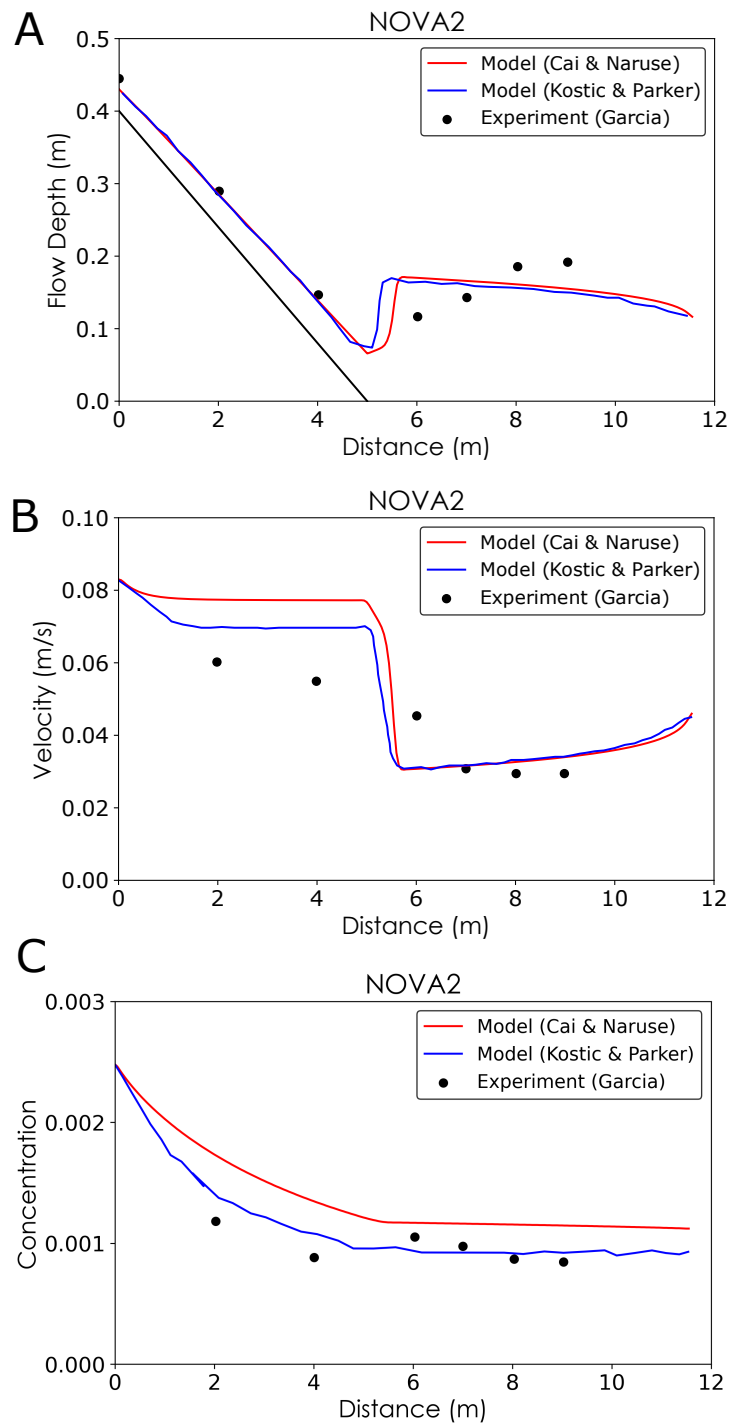 A
NOVA2
Flow Depth (m)
0.5
0.4
0.3
0.2
0.1
0.0
Model (Cai & Naruse)
Model (Kostic & Parker)
Experiment (Garcia)
0 2 4 6 8 10 12
Distance (m)
B
NOVA2
Velocity (m/s)
0.10
0.08
0.06
0.04
0.02
0.00
Model (Cai & Naruse)
Model (Kostic & Parker)
Experiment (Garcia)
0 2 4 6 8 10 12
Distance (m)
C
NOVA2
Concentration
0.003
0.002
0.001
0.000
Model (Cai & Naruse)
Model (Kostic & Parker)
Experiment (Garcia)
0 2 4 6 8 10 12
Distance (m)